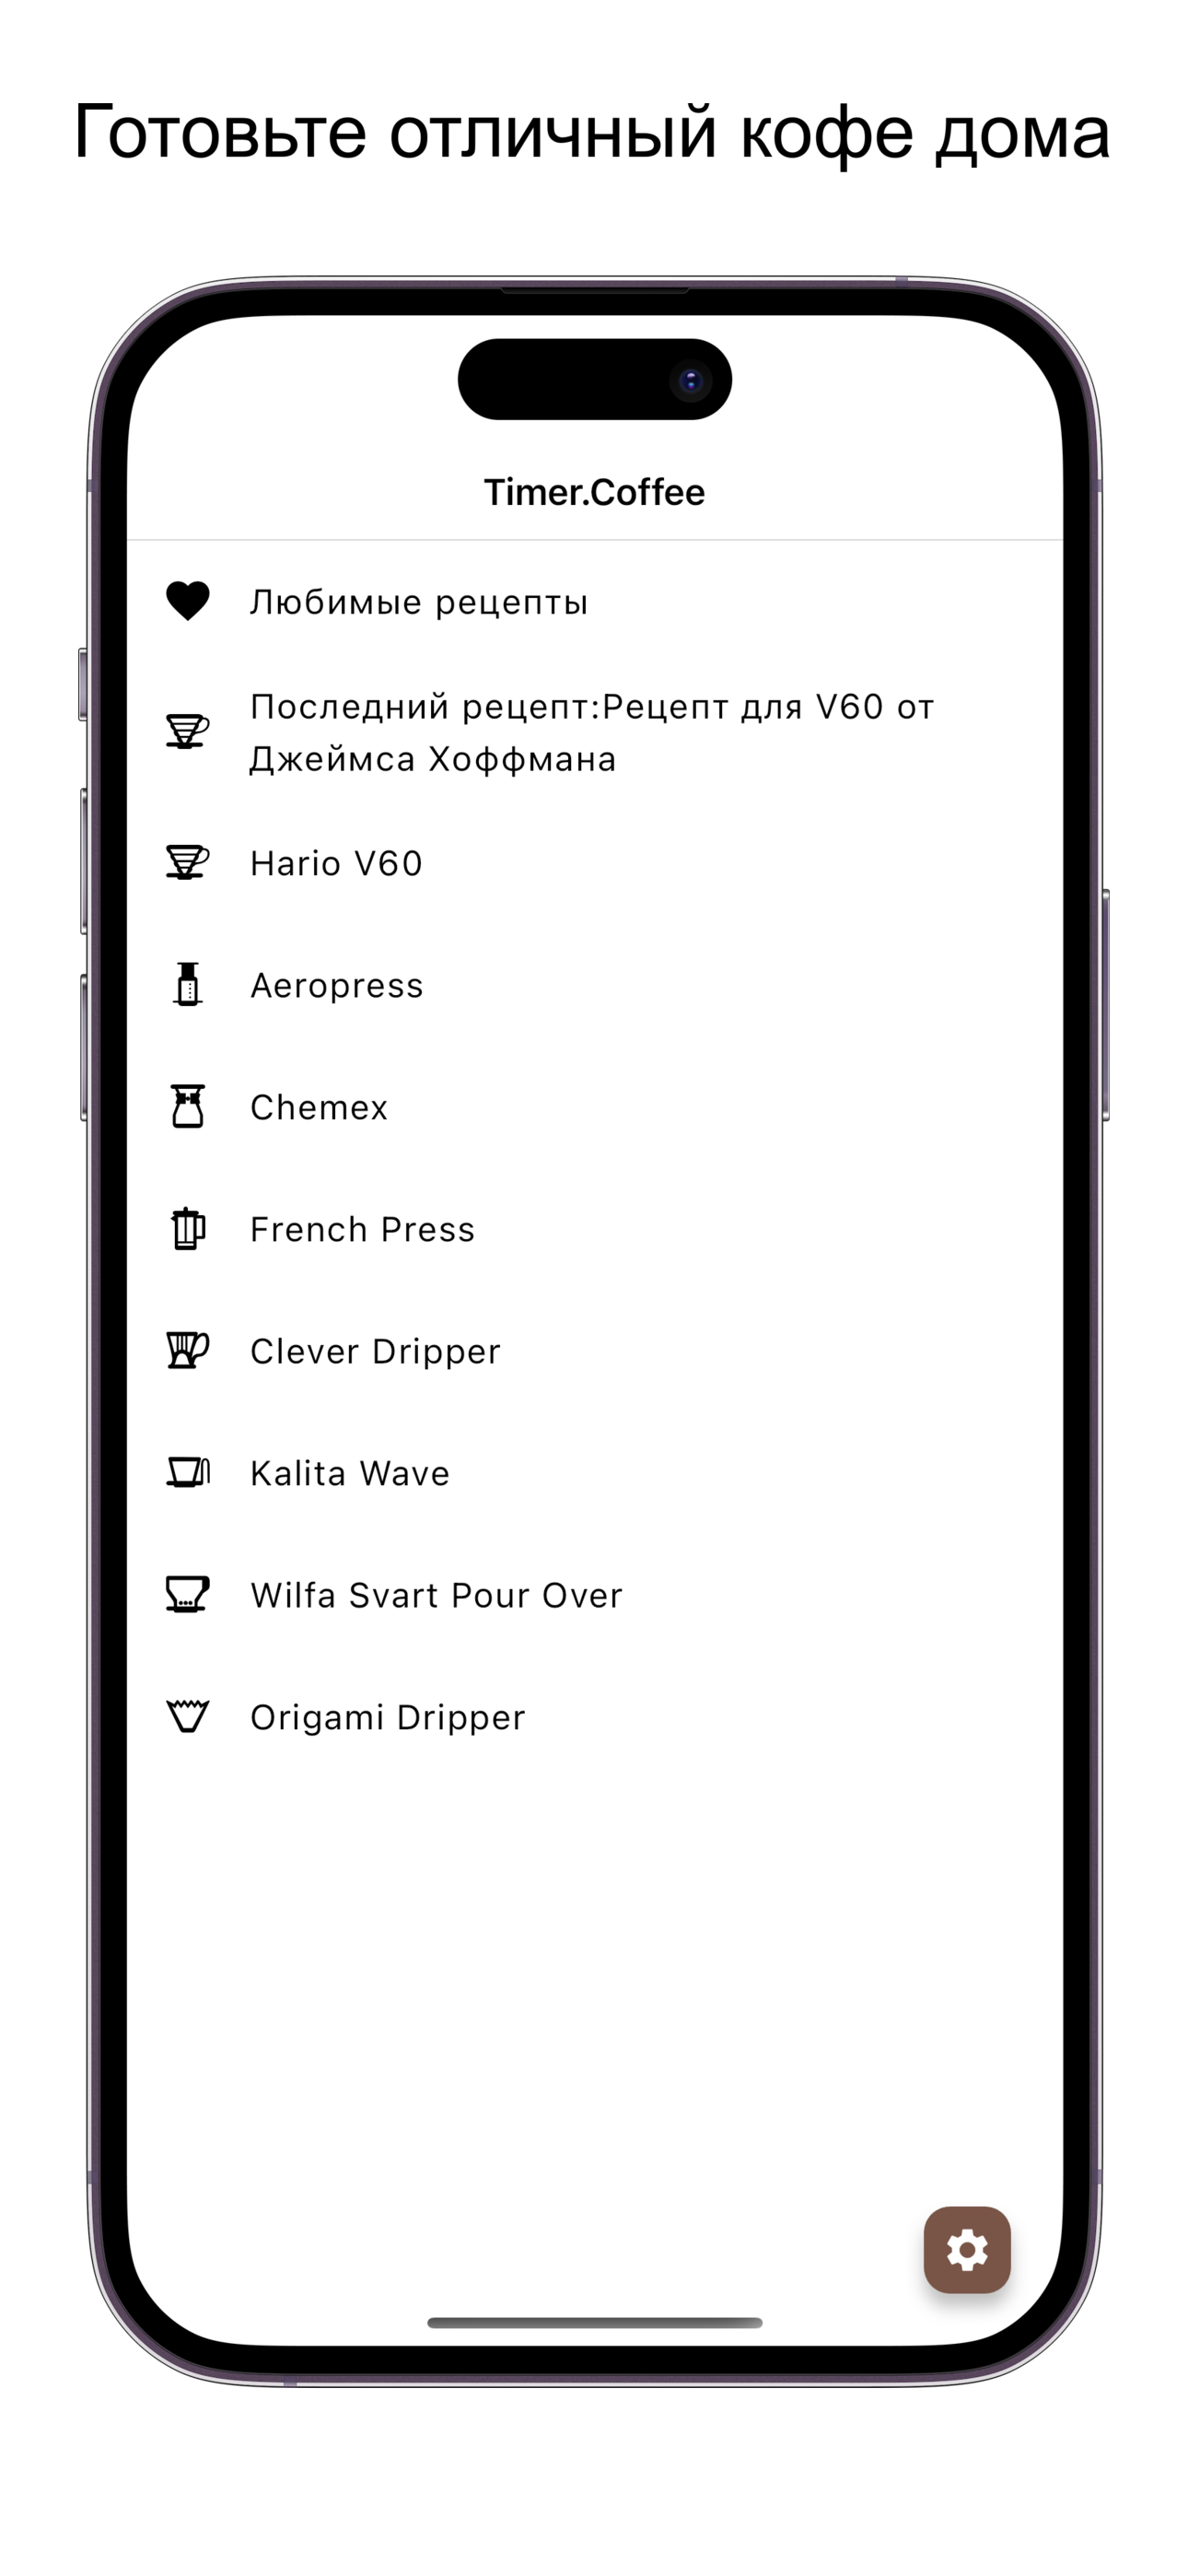 Готовьте отличный кофе дома
Timer.Coffee
Любимые рецепты
Последний рецепт:Рецепт для V60 от
Джеймса Хоффмана
Hario V60
Aeropress
Chemex
French Press
Clever Dripper
Kalita Wave
Wilfa Svart Pour Over
Origami Dripper